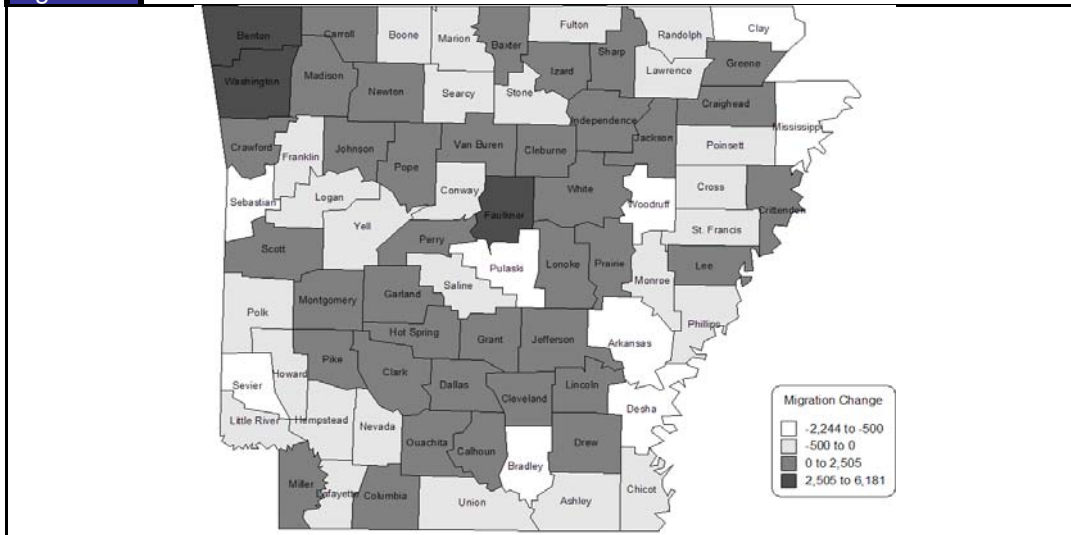 Benton
Carroll
Boone
Marion
Baxter
Fulton
Sharp
Randolph
Clay
Washington
Madison
Newton
Searcy
Stone
Izard
Lawrence
Greene
Craighead
Mississippi
Crawford
Franklin
Johnson
Pope
Van Buren
Cleburne
Independence
Jackson
Poinsett
Sebastian
Logan
Conway
Faulkner
White
Woodruff
Cross
Crittenden
Yell
Perry
St. Francis
Scott
Pulaski
Lonoke
Prairie
Monroe
Lee
Polk
Montgomery
Garland
Saline
Hot Spring
Grant
Jefferson
Arkansas
Phillips
Howard
Pike
Clark
Dallas
Cleveland
Lincoln
Sevier
Desha
Little River
Hempstead
Nevada
Ouachita
Calhoun
Bradley
Drew
Miller
Lafayette
Columbia
Union
Ashley
Chicot
Migration Change
-2,244 to -500
-500 to 0
0 to 2,505
2,505 to 6,181